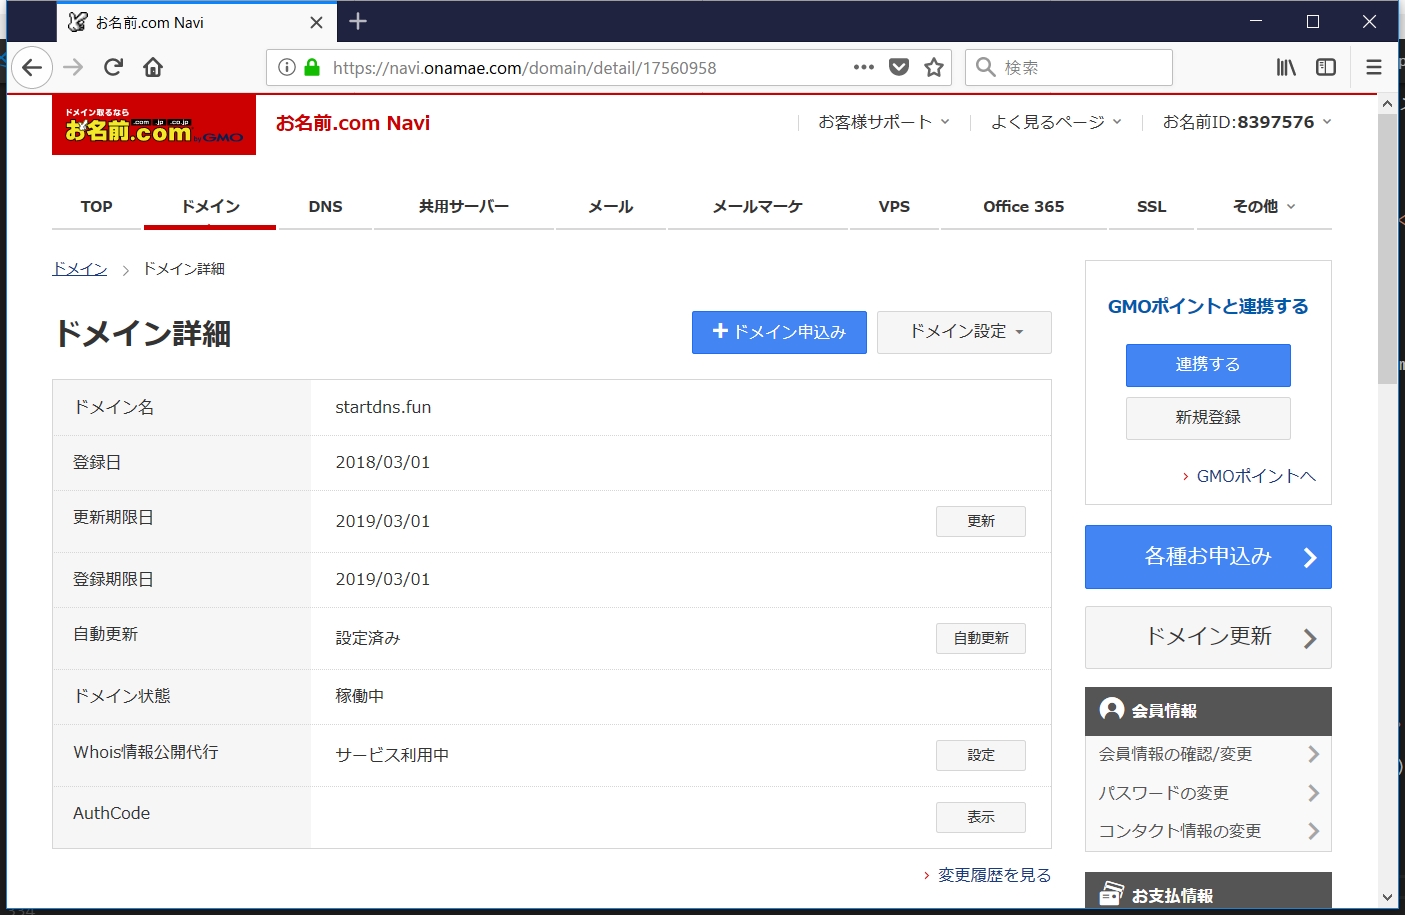 お名前.com Navi
https://navi.onamae.com/domain/detail/17560958
検索
ドメイン取るなら
お名前.com by GMO
お名前.com Navi
お客様サポート
よく見るページ
お名前ID:8397576
TOP
ドメイン
DNS
共用サーバー
メール
メールマーケ
VPS
Office 365
SSL
その他
ドメイン
ドメイン詳細
ドメイン詳細
ドメイン申込み
ドメイン設定
ドメイン名
startdns.fun
登録日
2018/03/01
更新期限日
2019/03/01
更新
登録期限日
2019/03/01
自動更新
設定済み
自動更新
ドメイン状態
稼働中
Whois情報公開代行
サービス利用中
設定
AuthCode
表示
変更履歴を見る
GMOポイントと連携する
連携する
新規登録
GMOポイントへ
各種お申込み
ドメイン更新
会員情報
会員情報の確認/変更
パスワードの変更
コンタクト情報の変更
お支払情報